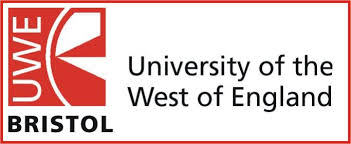 UWE
BRISTOL
University of the
West of England